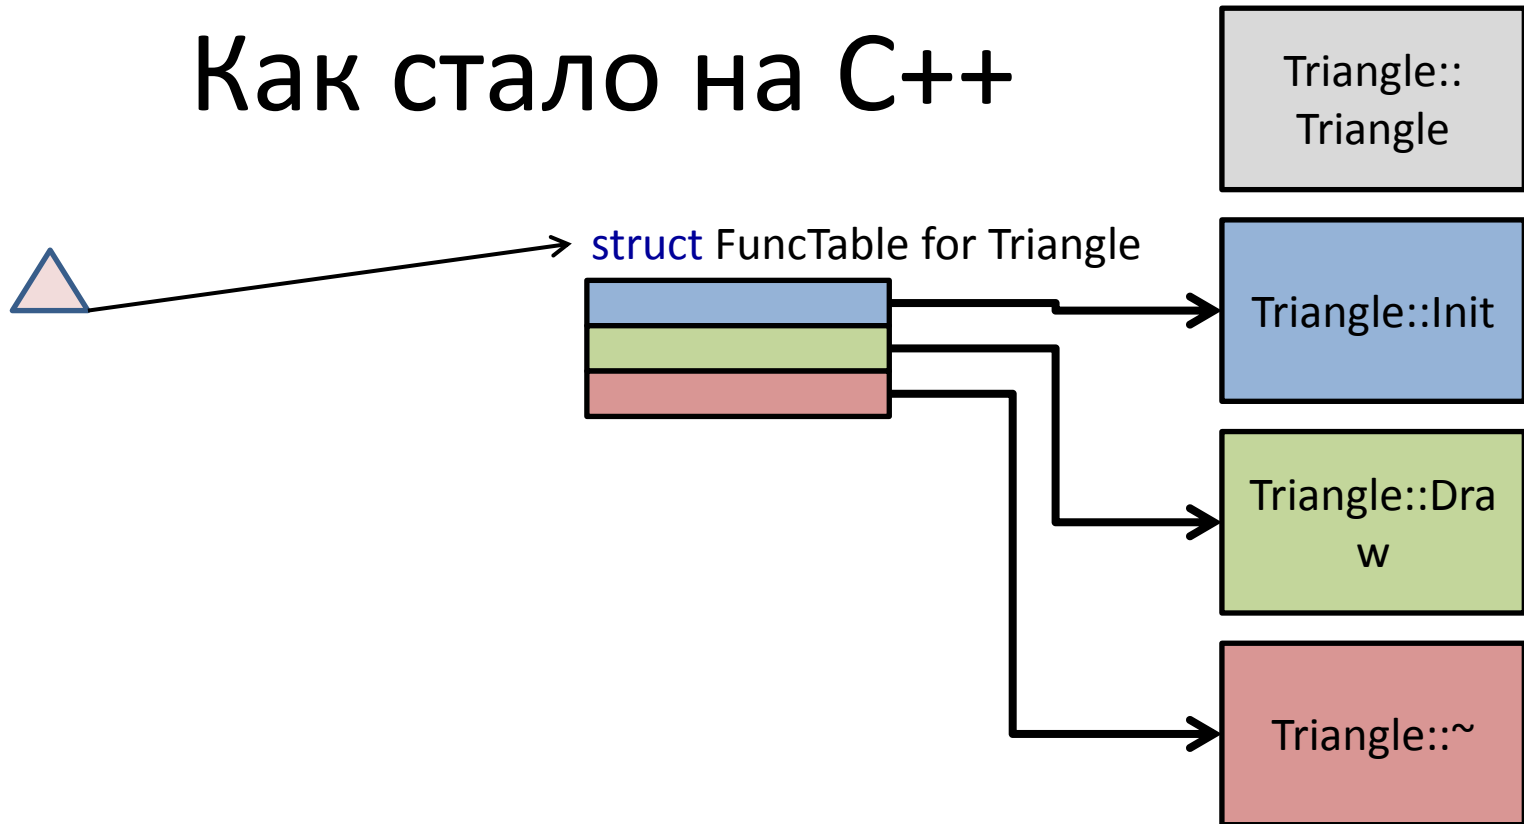 Как стало на C++
Triangle::
Triangle
struct FuncTable for Triangle
Triangle::Init
Triangle::Dra
w
Triangle::~